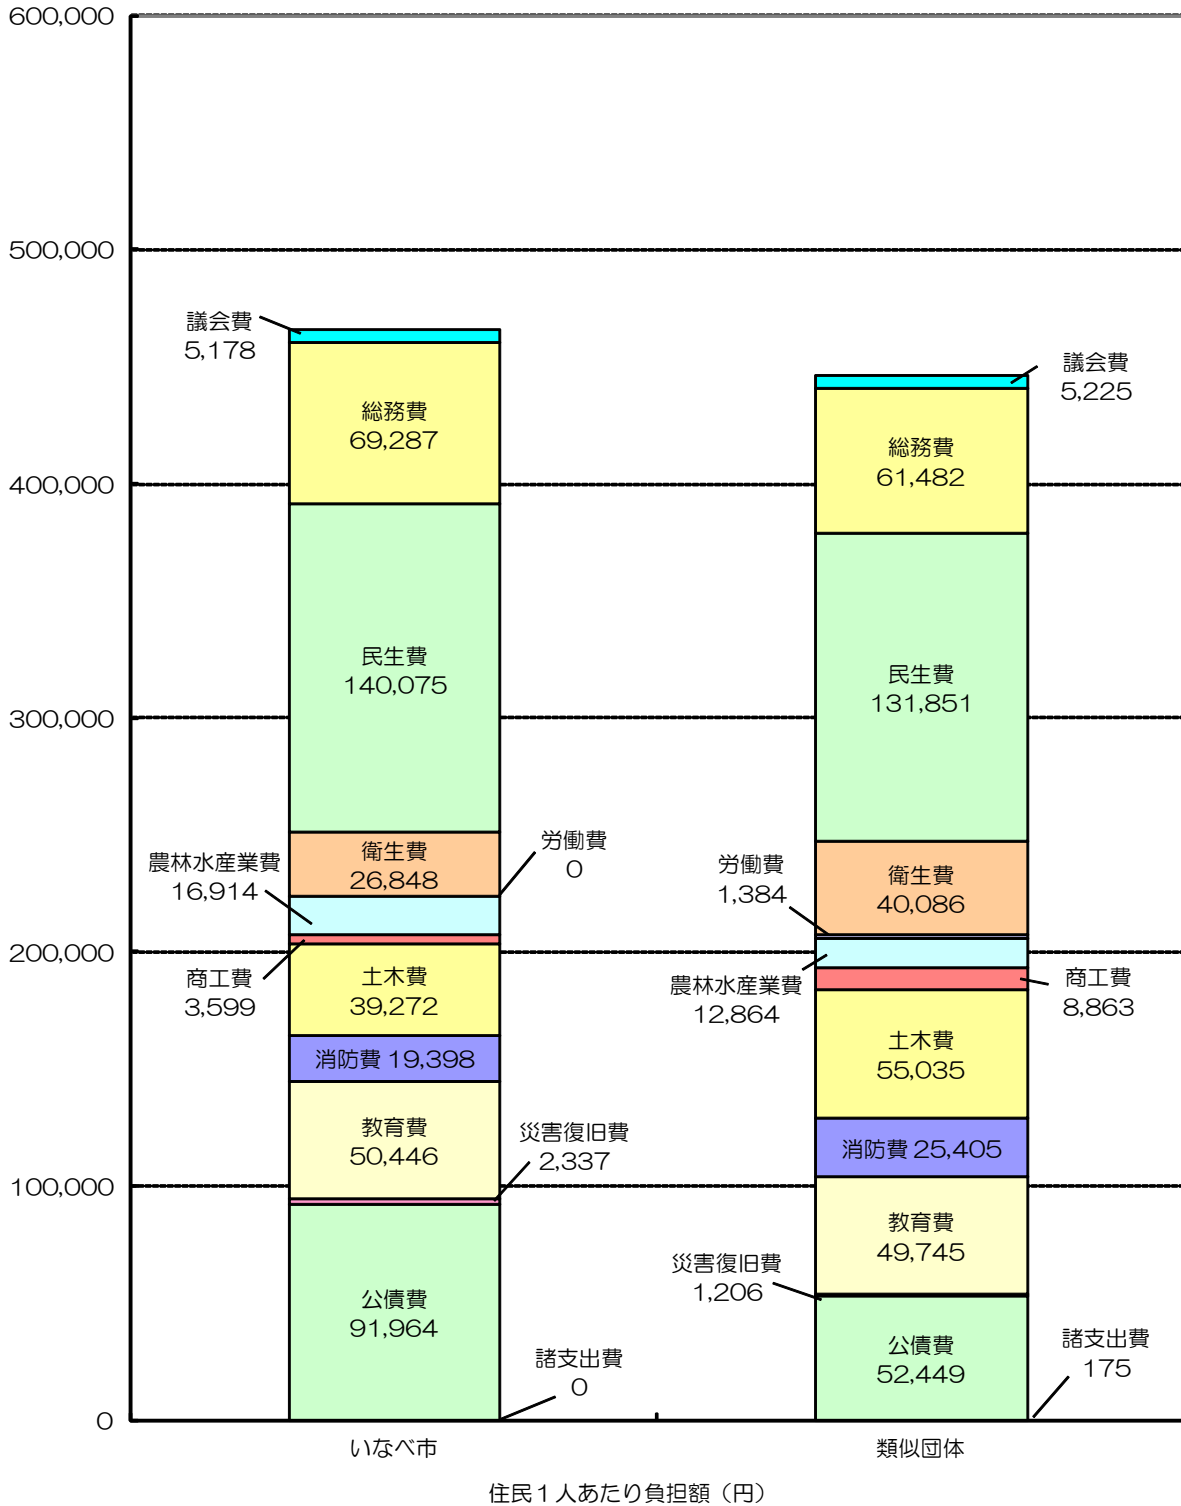 600,000
500,000
400,000
300,000
200,000
100,000
0
議会費
5,178
総務費
69,287
民生費
140,075
衛生費
26,848
労働費
0
農林水産業費
16,914
商工費
3,599
土木費
39,272
消防費 19,398
教育費
50,446
災害復旧費
2,337
公債費
91,964
諸支出費
0
いなべ市
議会費
5,225
総務費
61,482
民生費
131,851
衛生費
40,086
労働費
1,384
農林水産業費
12,864
商工費
8,863
土木費
55,035
消防費 25,405
教育費
49,745
災害復旧費
1,206
公債費
52,449
諸支出費
175
類似団体
住民1人あたり負担額（円）